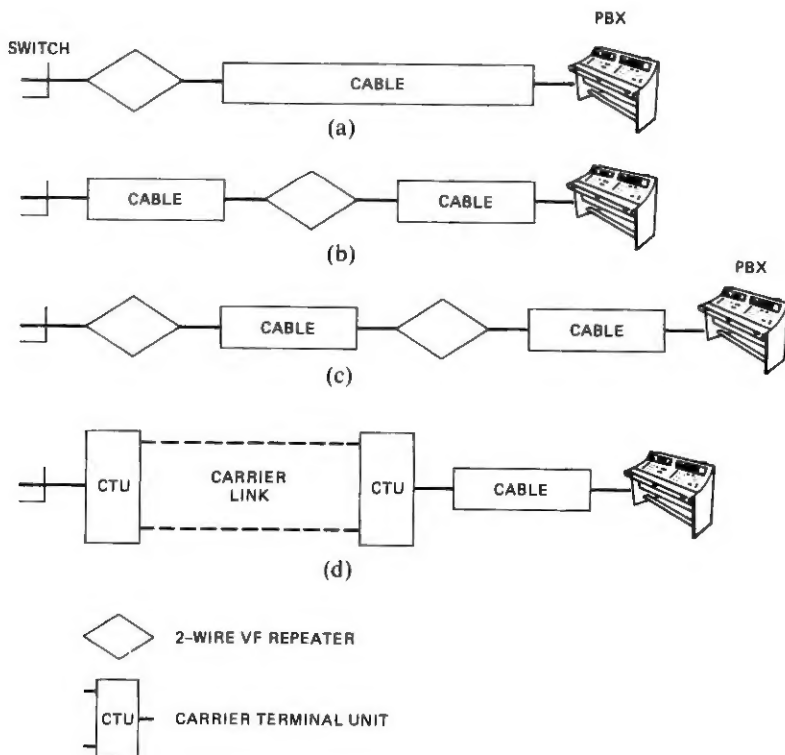 PBX
SWITCH
CABLE
(a)
CABLE
CABLE
(b)
PBX
CABLE
CABLE
(c)
CTU
CARRIER
LINK
CTU
CABLE
(d)
2-WIRE VF REPEATER
CTU
CARRIER TERMINAL UNIT